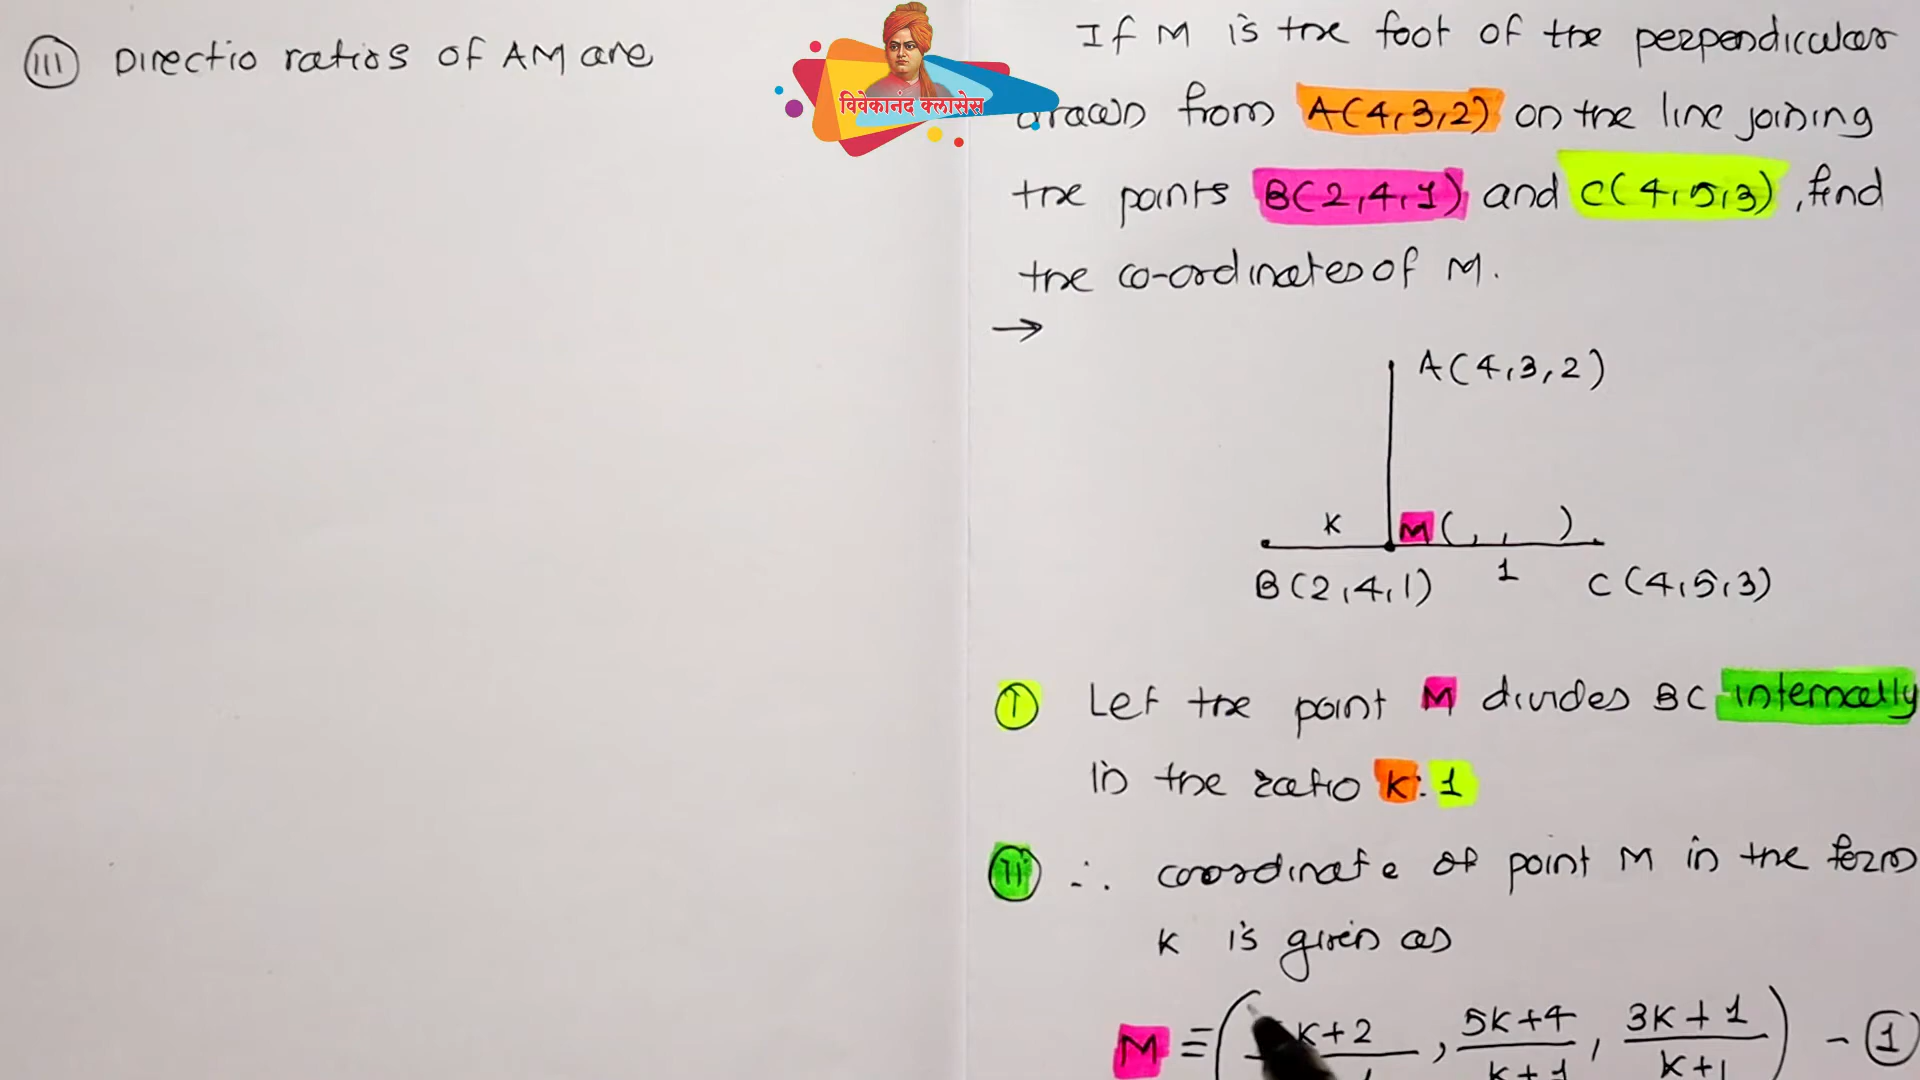 III Directio ratios of AM are
विवेकानंद क्लासेस
If M is the foot of the perpendicular
drawn from A(4,3,2) on the line joining
the points B(2,4,1) and C(4,5,3), find
the co-ordinates of M.
→
A(4,3,2)
K M( , , )
1
B(2,4,1) C(4,5,3)
I Let the point M divides BC internally
in the ratio K:1
II ∴ coordinate of point M in the form
K is given as
M ≡ ( k+2 / , 5k+4 / k+1 , 3k+1 / k+1 ) - 1